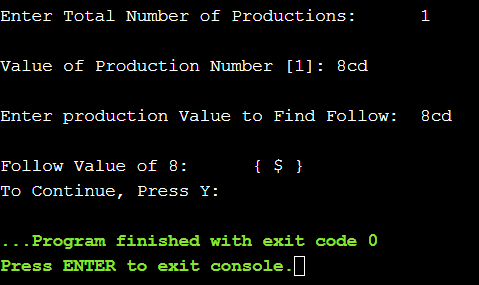 Enter Total Number of Productions: 1
Value of Production Number [1]: 8cd
Enter production Value to Find Follow: 8cd
Follow Value of 8: { $ }
To Continue, Press Y:
...Program finished with exit code 0
Press ENTER to exit console.